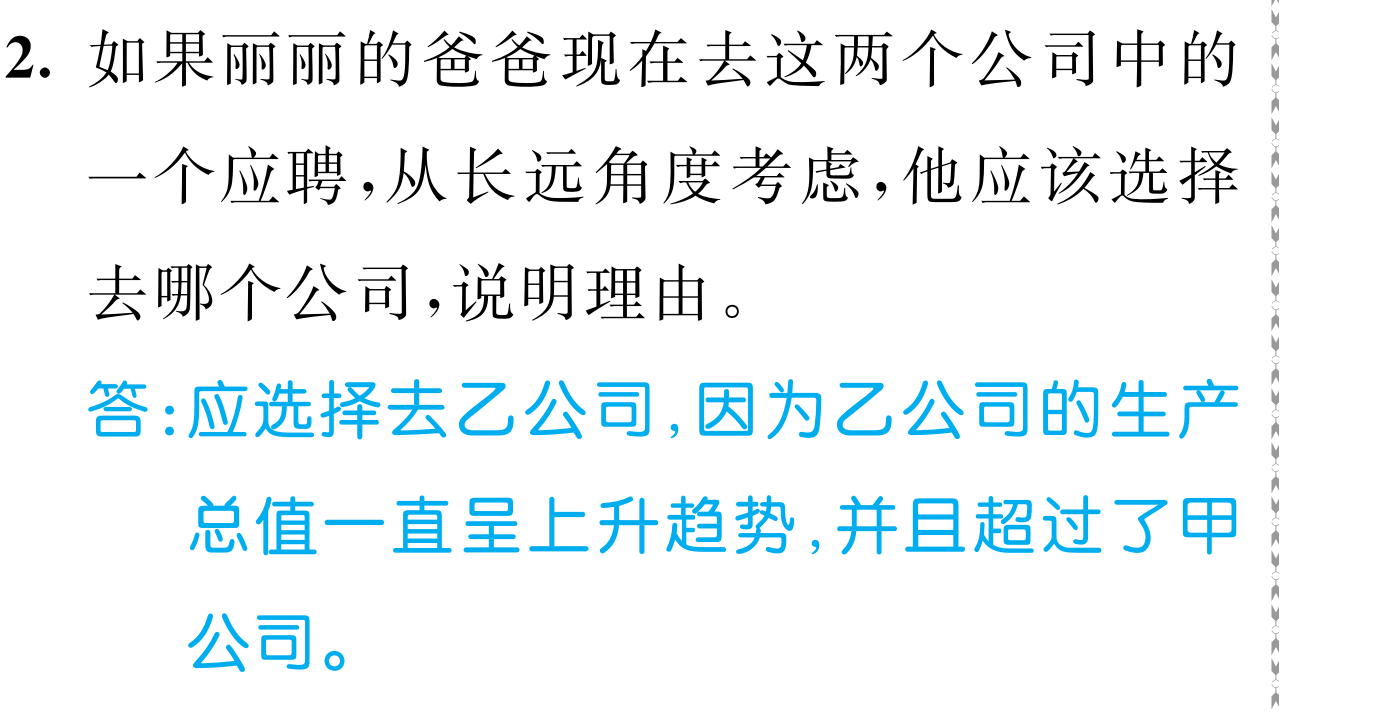 2. 如果丽丽的爸爸现在去这两个公司中的
一个应聘,从长远角度考虑,他应该选择
去哪个公司,说明理由。
答:应选择去乙公司,因为乙公司的生产
总值一直呈上升趋势,并且超过了甲
公司。